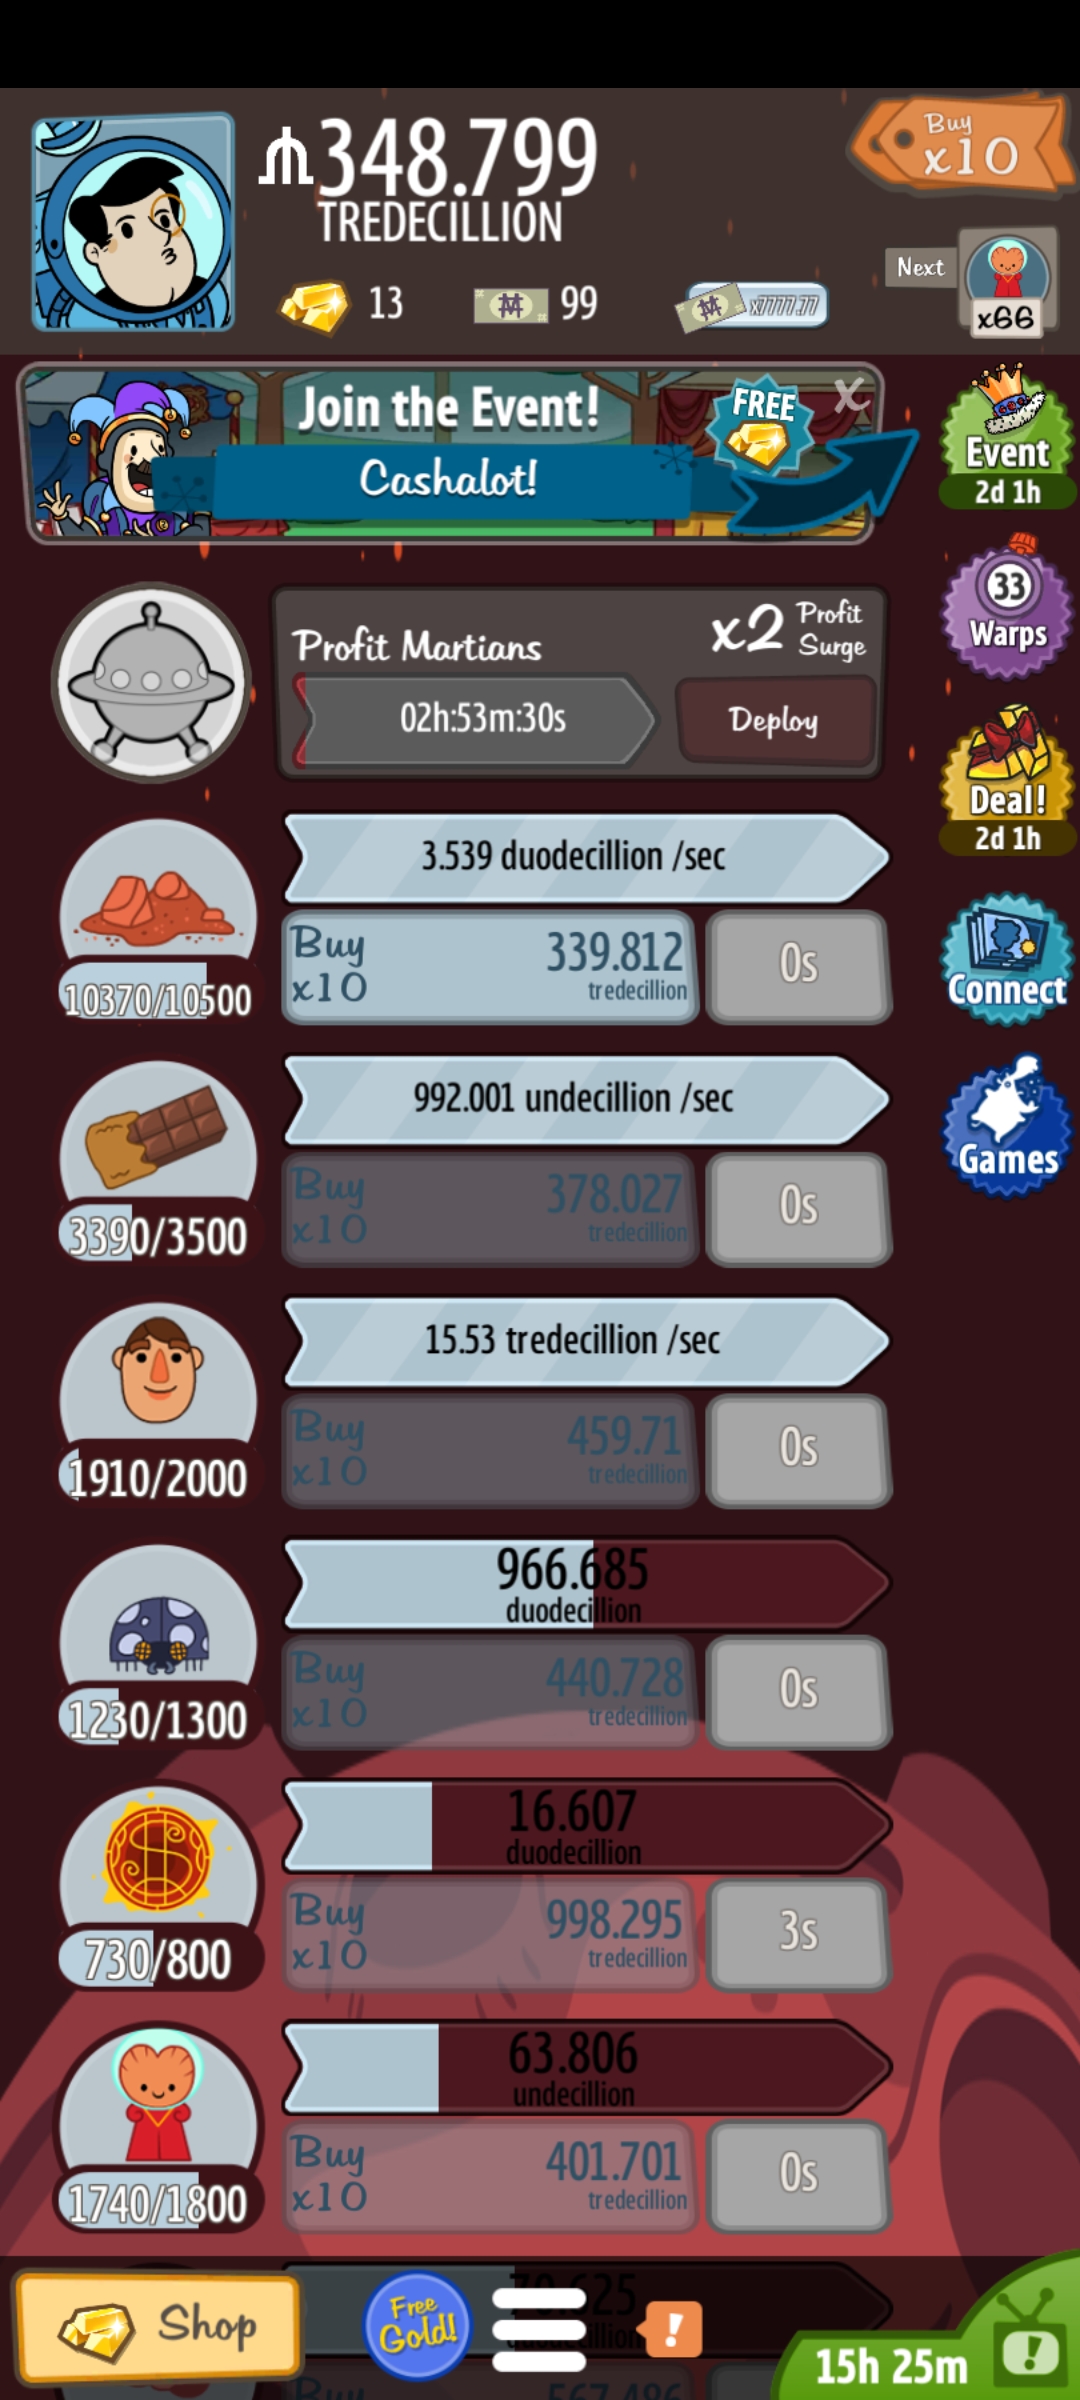 348.799
TREDECILLION
Buy
x10
13
99
x7777.77
Next
x66
Join the Event!
Cashalot!
FREE
X
Event
2d 1h
Profit Martians
x2 Profit Surge
02h:53m:30s
Deploy
33
Warps
Deal!
2d 1h
3.539 duodecillion /sec
Buy x10
339.812
tredecillion
0s
10370/10500
Connect
992.001 undecillion /sec
Buy x10
378.027
tredecillion
0s
3390/3500
Games
15.53 tredecillion /sec
Buy x10
459.71
tredecillion
0s
1910/2000
966.685
duodecillion
Buy x10
440.728
tredecillion
0s
1230/1300
16.607
duodecillion
Buy x10
998.295
tredecillion
3s
730/800
63.806
undecillion
Buy x10
401.701
tredecillion
0s
1740/1800
Shop
Free Gold!
!
15h 25m
!
Buy